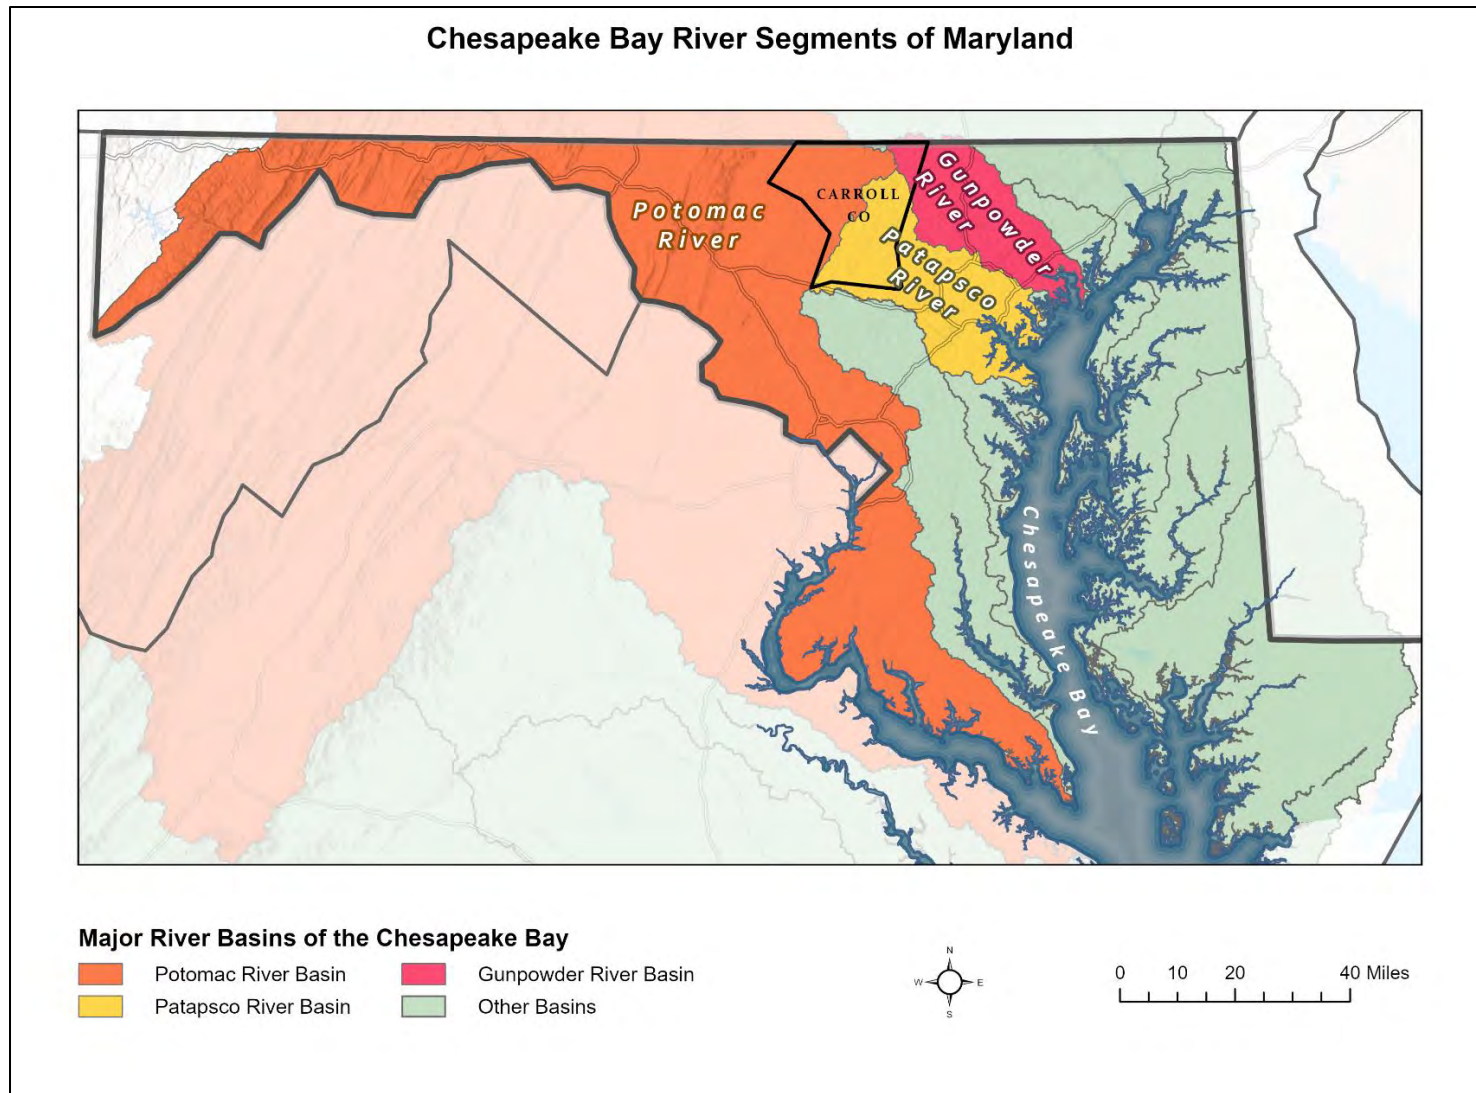 Chesapeake Bay River Segments of Maryland
Potomac
River
CARROLL
CO
Gunpowder
River
Patapsco
River
Chesapeake Bay
Major River Basins of the Chesapeake Bay
Potomac River Basin
Gunpowder River Basin
Patapsco River Basin
Other Basins
N
W E
S
0 10 20 40 Miles